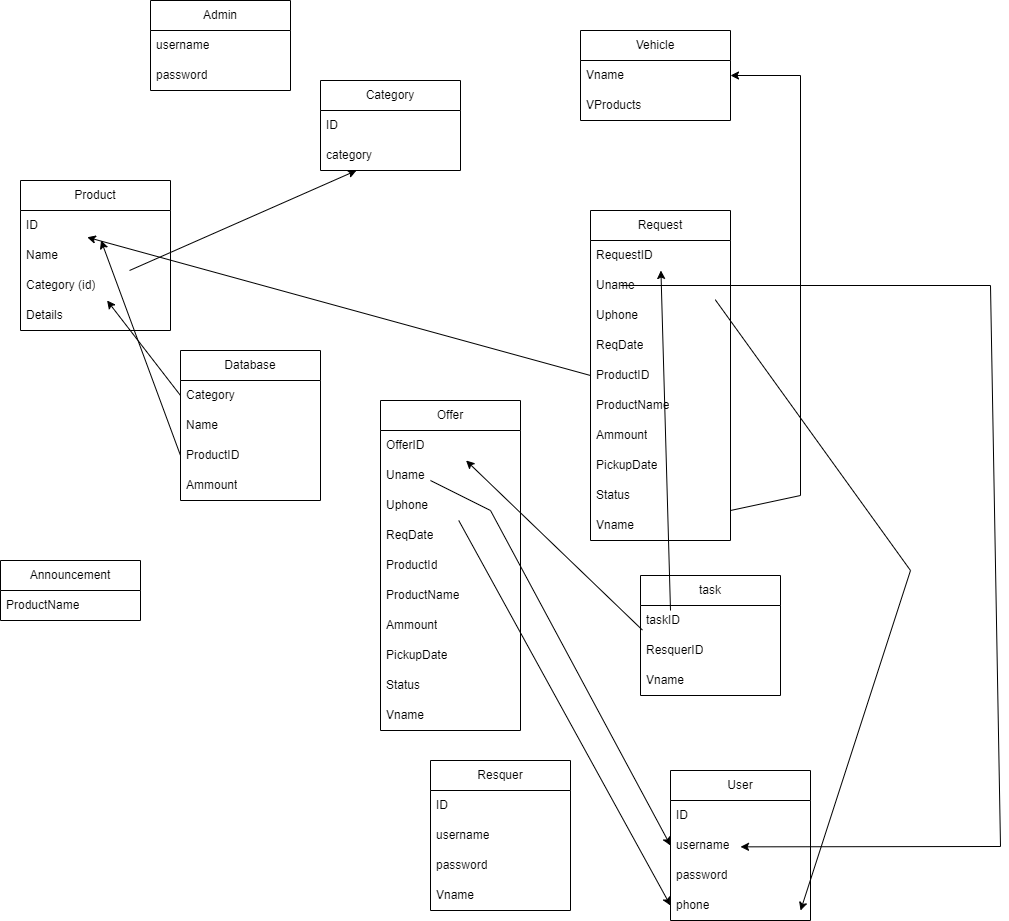 Admin
username
password
Category
ID
category
Vehicle
Vname
VProducts
Product
ID
Name
Category (id)
Details
Request
RequestID
Uname
Uphone
ReqDate
ProductID
ProductName
Ammount
PickupDate
Status
Vname
Database
Category
Name
ProductID
Ammount
Offer
OfferID
Uname
Uphone
ReqDate
ProductId
ProductName
Ammount
PickupDate
Status
Vname
Announcement
ProductName
task
taskID
ResquerID
Vname
Resquer
ID
username
password
Vname
User
ID
username
password
phone